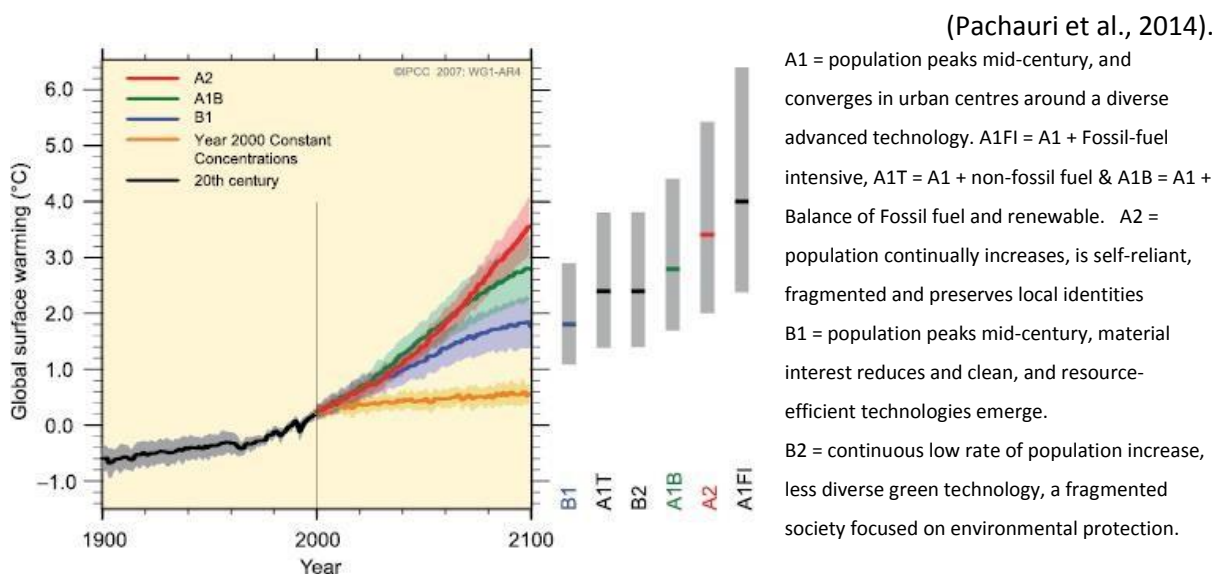 (Pachauri et al., 2014).
©IPCC 2007: WG1-AR4
A2
A1B
B1
Year 2000 Constant
Concentrations
20th century
Global surface warming (°C)
6.0
5.0
4.0
3.0
2.0
1.0
0.0
–1.0
1900
2000
2100
Year
B1
A1T
B2
A1B
A2
A1FI
A1 = population peaks mid-century, and
converges in urban centres around a diverse
advanced technology. A1FI = A1 + Fossil-fuel
intensive, A1T = A1 + non-fossil fuel & A1B = A1 +
Balance of Fossil fuel and renewable. A2 =
population continually increases, is self-reliant,
fragmented and preserves local identities
B1 = population peaks mid-century, material
interest reduces and clean, and resource-
efficient technologies emerge.
B2 = continuous low rate of population increase,
less diverse green technology, a fragmented
society focused on environmental protection.